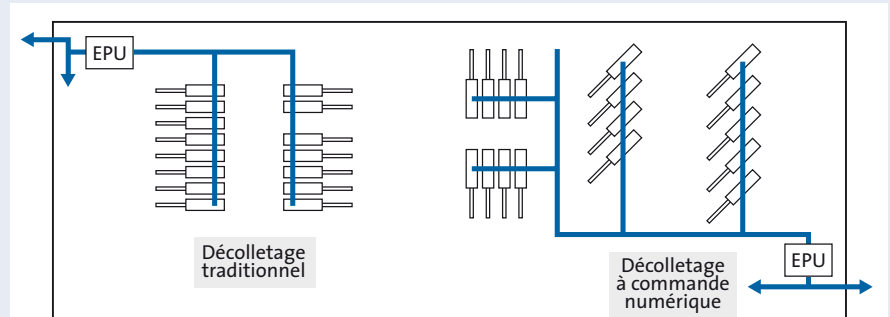 EPU
Décolletage
traditionnel
Décolletage
à commande
numérique
EPU